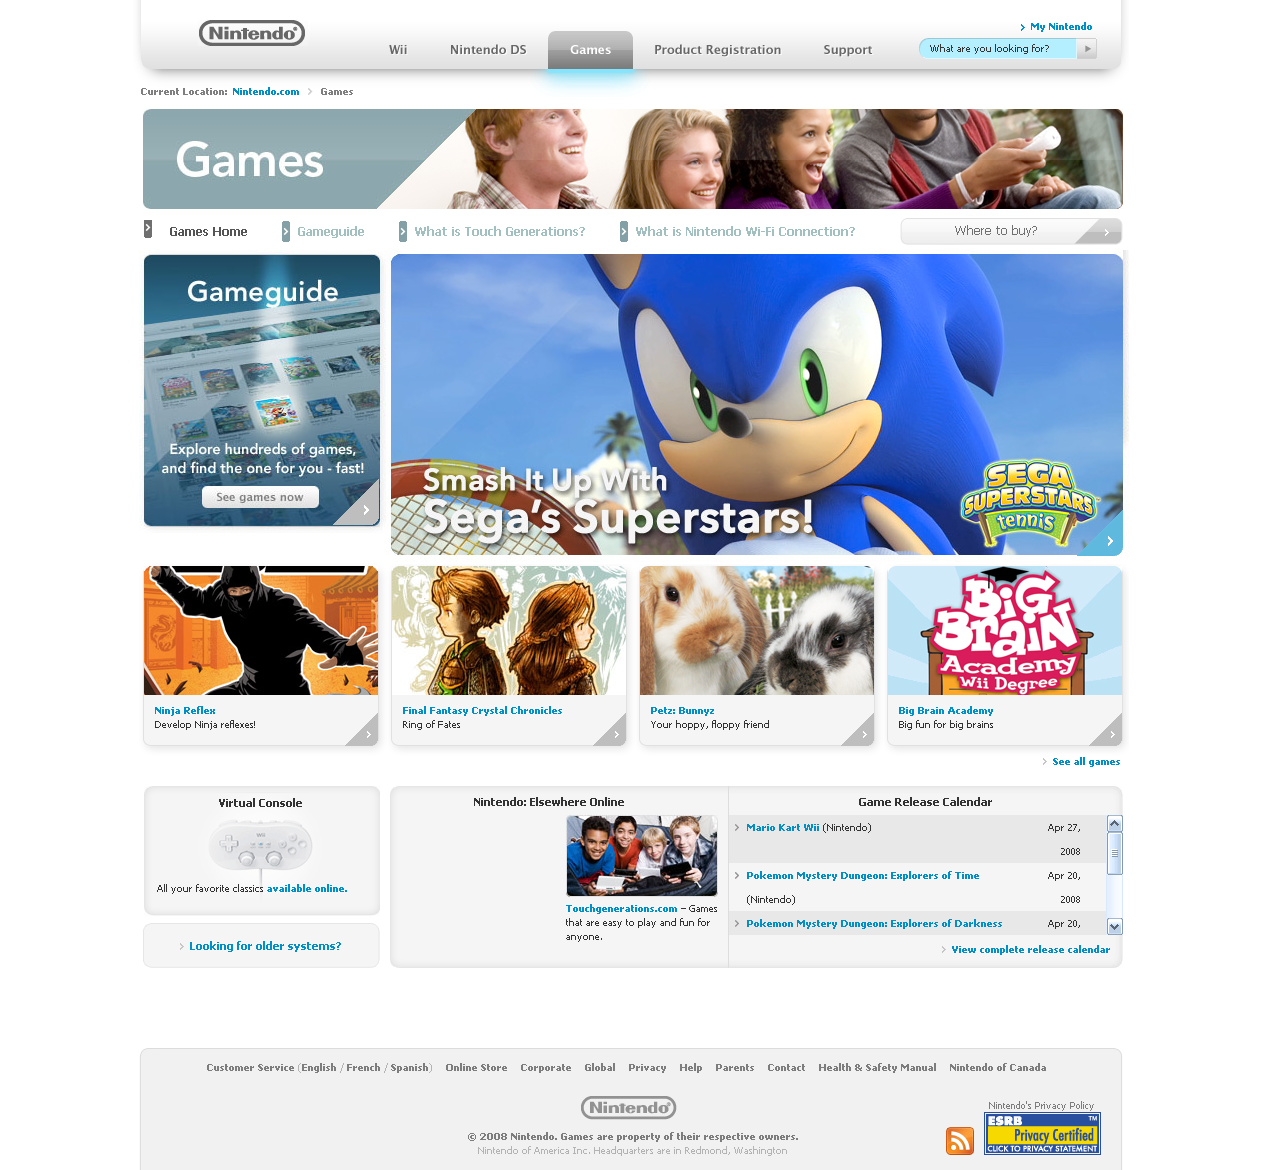 Nintendo®
Wii
Nintendo DS
Games
Product Registration
Support
My Nintendo
What are you looking for?
Current Location: Nintendo.com > Games
Games
Games Home
Gameguide
What is Touch Generations?
What is Nintendo Wi-Fi Connection?
Where to buy?
Gameguide
Explore hundreds of games,
and find the one for you - fast!
See games now
Smash It Up With
Sega's Superstars!
SEGA
SUPERSTARS™
tennis
Ninja Reflex
Develop Ninja reflexes!
Final Fantasy Crystal Chronicles
Ring of Fates
Petz: Bunnyz
Your hoppy, floppy friend
BiG
BRaiN
Academy
Wii Degree
Big Brain Academy
Big fun for big brains
See all games
Virtual Console
Wii
All your favorite classics available online.
Looking for older systems?
Nintendo: Elsewhere Online
Touchgenerations.com – Games
that are easy to play and fun for
anyone.
Game Release Calendar
Mario Kart Wii (Nintendo) Apr 27,
2008
Pokemon Mystery Dungeon: Explorers of Time Apr 20,
(Nintendo) 2008
Pokemon Mystery Dungeon: Explorers of Darkness Apr 20,
View complete release calendar
Customer Service (English / French / Spanish) Online Store Corporate Global Privacy Help Parents Contact Health & Safety Manual Nintendo of Canada
Nintendo®
© 2008 Nintendo. Games are property of their respective owners.
Nintendo of America Inc. Headquarters are in Redmond, Washington
Nintendo's Privacy Policy
ESRB ™
Privacy Certified
CLICK TO PRIVACY STATEMENT